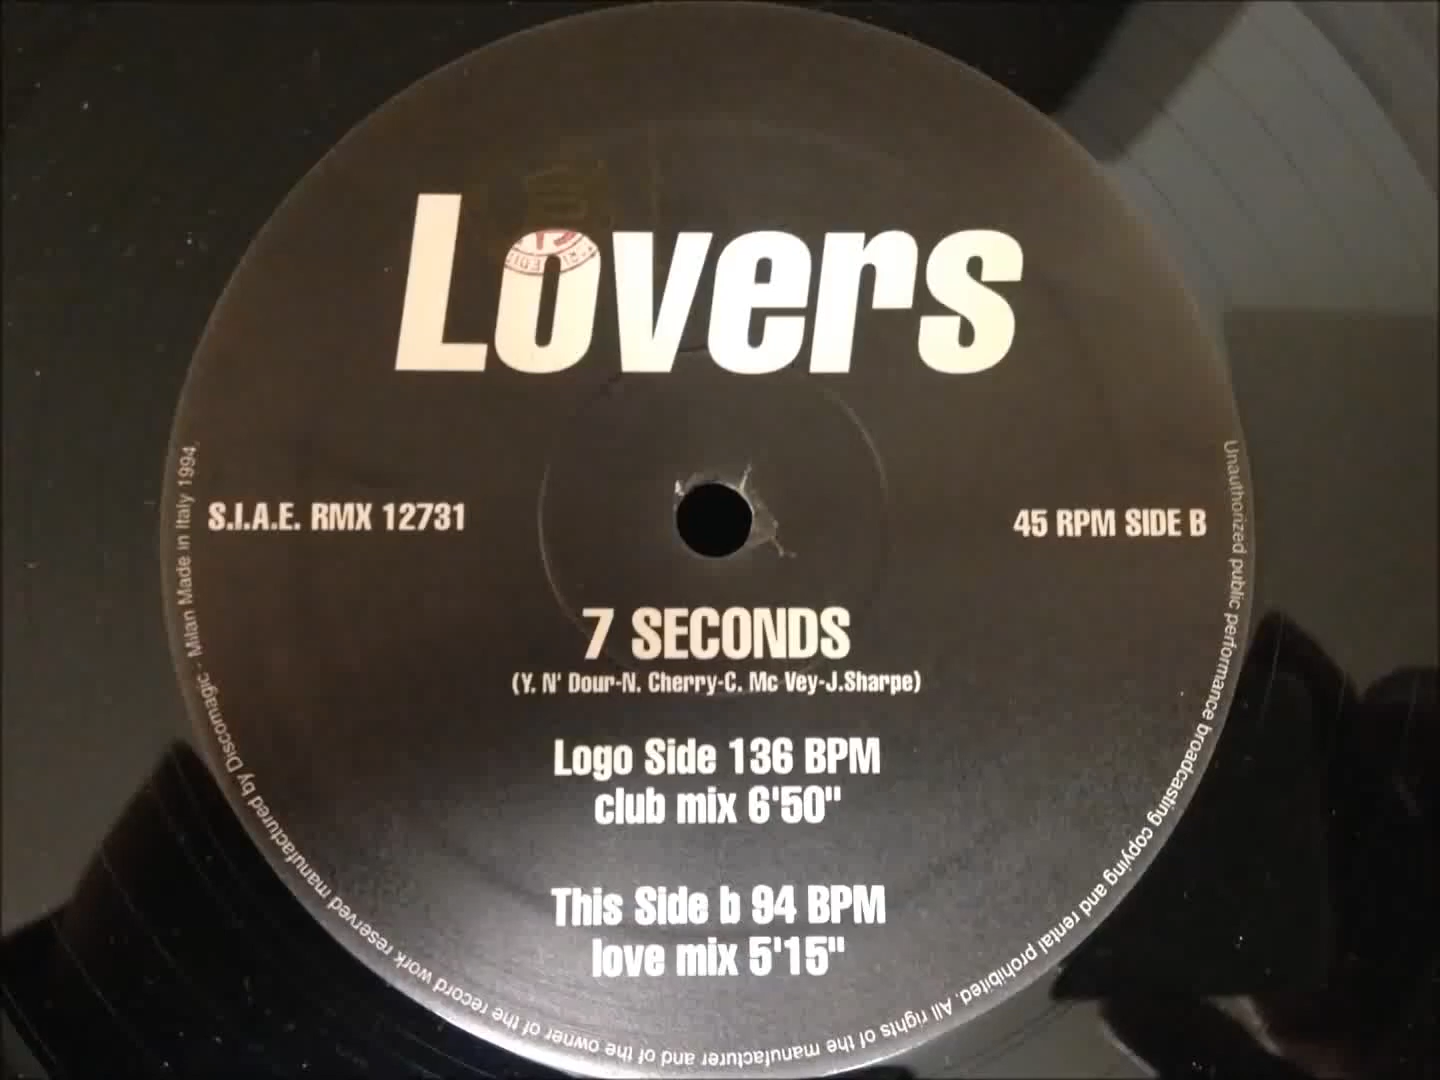 Lovers
S.I.A.E. RMX 12731
45 RPM SIDE B
7 SECONDS
(Y. N' Dour-N. Cherry-C. Mc Vey-J.Sharpe)
Logo Side 136 BPM
club mix 6'50"
This Side b 94 BPM
love mix 5'15"
Unauthorized public performance broadcasting copying and rental prohibited. All rights of the manufacturer and of the owner of the record work reserved manufactured by Discomagic - Milan Made in Italy 1994.